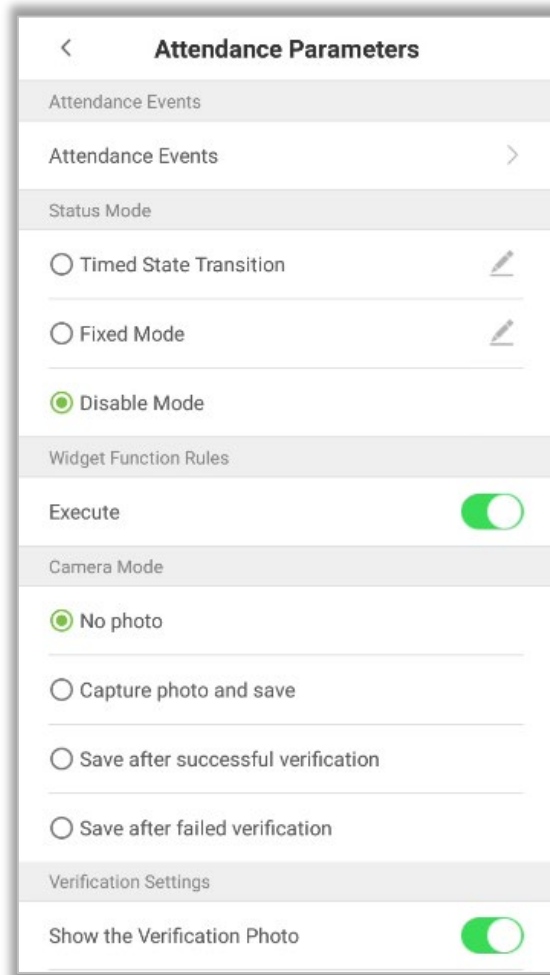 Attendance Parameters
Attendance Events
Attendance Events
Status Mode
Timed State Transition
Fixed Mode
Disable Mode
Widget Function Rules
Execute
Camera Mode
No photo
Capture photo and save
Save after successful verification
Save after failed verification
Verification Settings
Show the Verification Photo